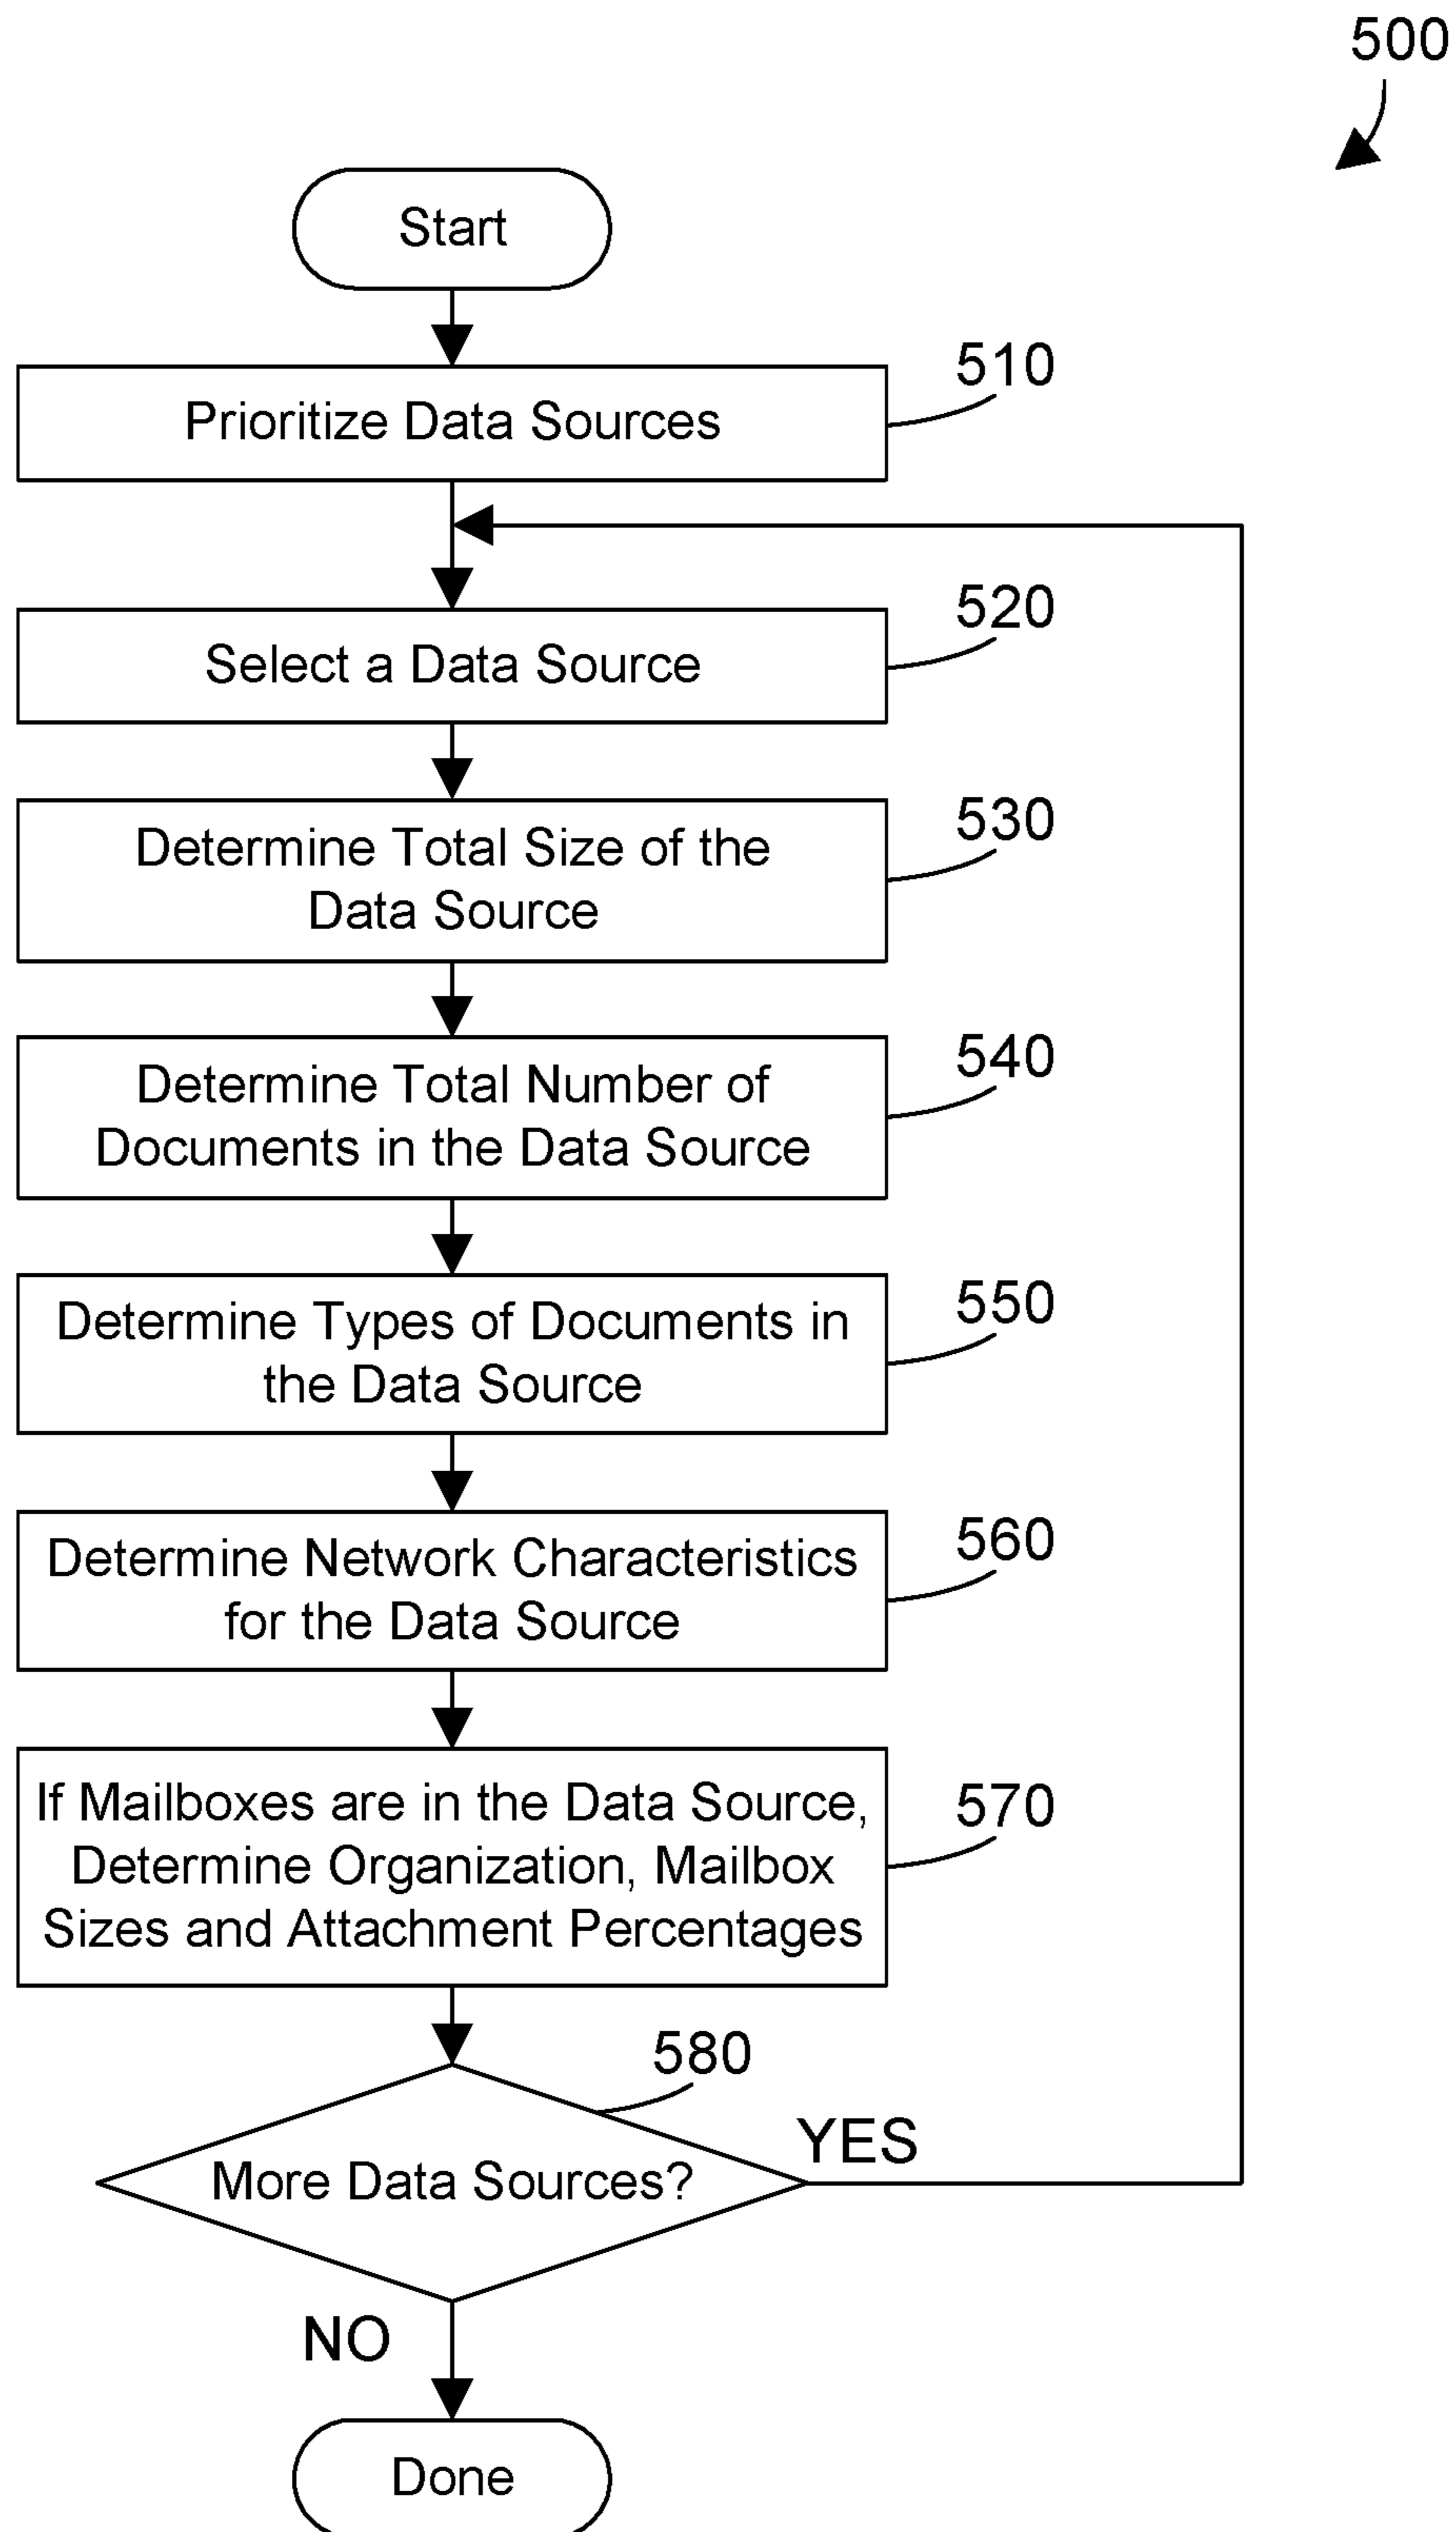 500
Start
510
Prioritize Data Sources
520
Select a Data Source
530
Determine Total Size of the
Data Source
540
Determine Total Number of
Documents in the Data Source
550
Determine Types of Documents in
the Data Source
560
Determine Network Characteristics
for the Data Source
570
If Mailboxes are in the Data Source,
Determine Organization, Mailbox
Sizes and Attachment Percentages
580
YES
More Data Sources?
NO
Done